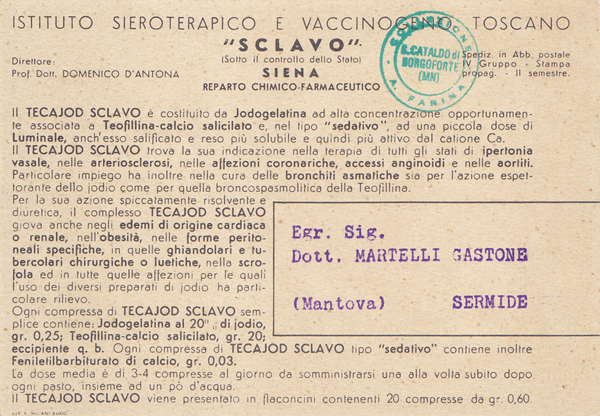 ISTITUTO SIEROTERAPICO E VACCINOGENO TOSCANO
"SCLAVO"
(Sotto il controllo dello Stato)
SIENA
REPARTO CHIMICO-FARMACEUTICO
Direttore:
Prof. Dott. DOMENICO D'ANTONA
COLLEZIONE
S. CATALDO di
BORGOFORTE
(MN)
A. FARINA
Spediz. in Abb. postale
IV Gruppo - Stampa
propag. - II semestre.
Il TECAJOD SCLAVO è costituito da Jodogelatina ad alta concentrazione opportunamen-
te associata a Teofillina-calcio salicilato e, nel tipo "sedativo", ad una piccola dose di
Luminale, anch'esso salificato e reso più solubile e quindi più attivo dal catione Ca.
Il TECAJOD SCLAVO trova la sua indicazione nella terapia di tutti gli stati di ipertonia
vasale, nelle arteriosclerosi, nelle affezioni coronariche, accessi anginoidi e nelle aortiti.
Particolare impiego ha inoltre nella cura delle bronchiti asmatiche sia per l'azione espet-
torante dello jodio come per quella broncospasmolitica della Teofillina.
Per la sua azione spiccatamente risolvente e
diuretica, il complesso TECAJOD SCLAVO
giova anche negli edemi di origine cardiaca
o renale, nell'obesità, nelle forme perito-
neali specifiche, in quelle ghiandolari e tu-
bercolari chirurgiche o luetiche, nella scro-
fola ed in tutte quelle affezioni per le quali
l'uso dei diversi preparati di jodio ha parti-
colare rilievo.
Ogni compressa di TECAJOD SCLAVO sem-
plice contiene: Jodogelatina al 20% di jodio,
gr. 0,25; Teofillina-calcio salicilato, gr. 20;
eccipiente q. b. Ogni compressa di TECAJOD SCLAVO tipo "sedativo" contiene inoltre
Fenileti­lbarbiturato di calcio, gr. 0,03.
La dose media è di 3-4 compresse al giorno da somministrarsi una alla volta subito dopo
ogni pasto, insieme ad un pò d'acqua.
Il TECAJOD SCLAVO viene presentato in flaconcini contenenti 20 compresse da gr. 0,60.
Egr. Sig.
Dott. MARTELLI GASTONE
(Mantova) SERMIDE